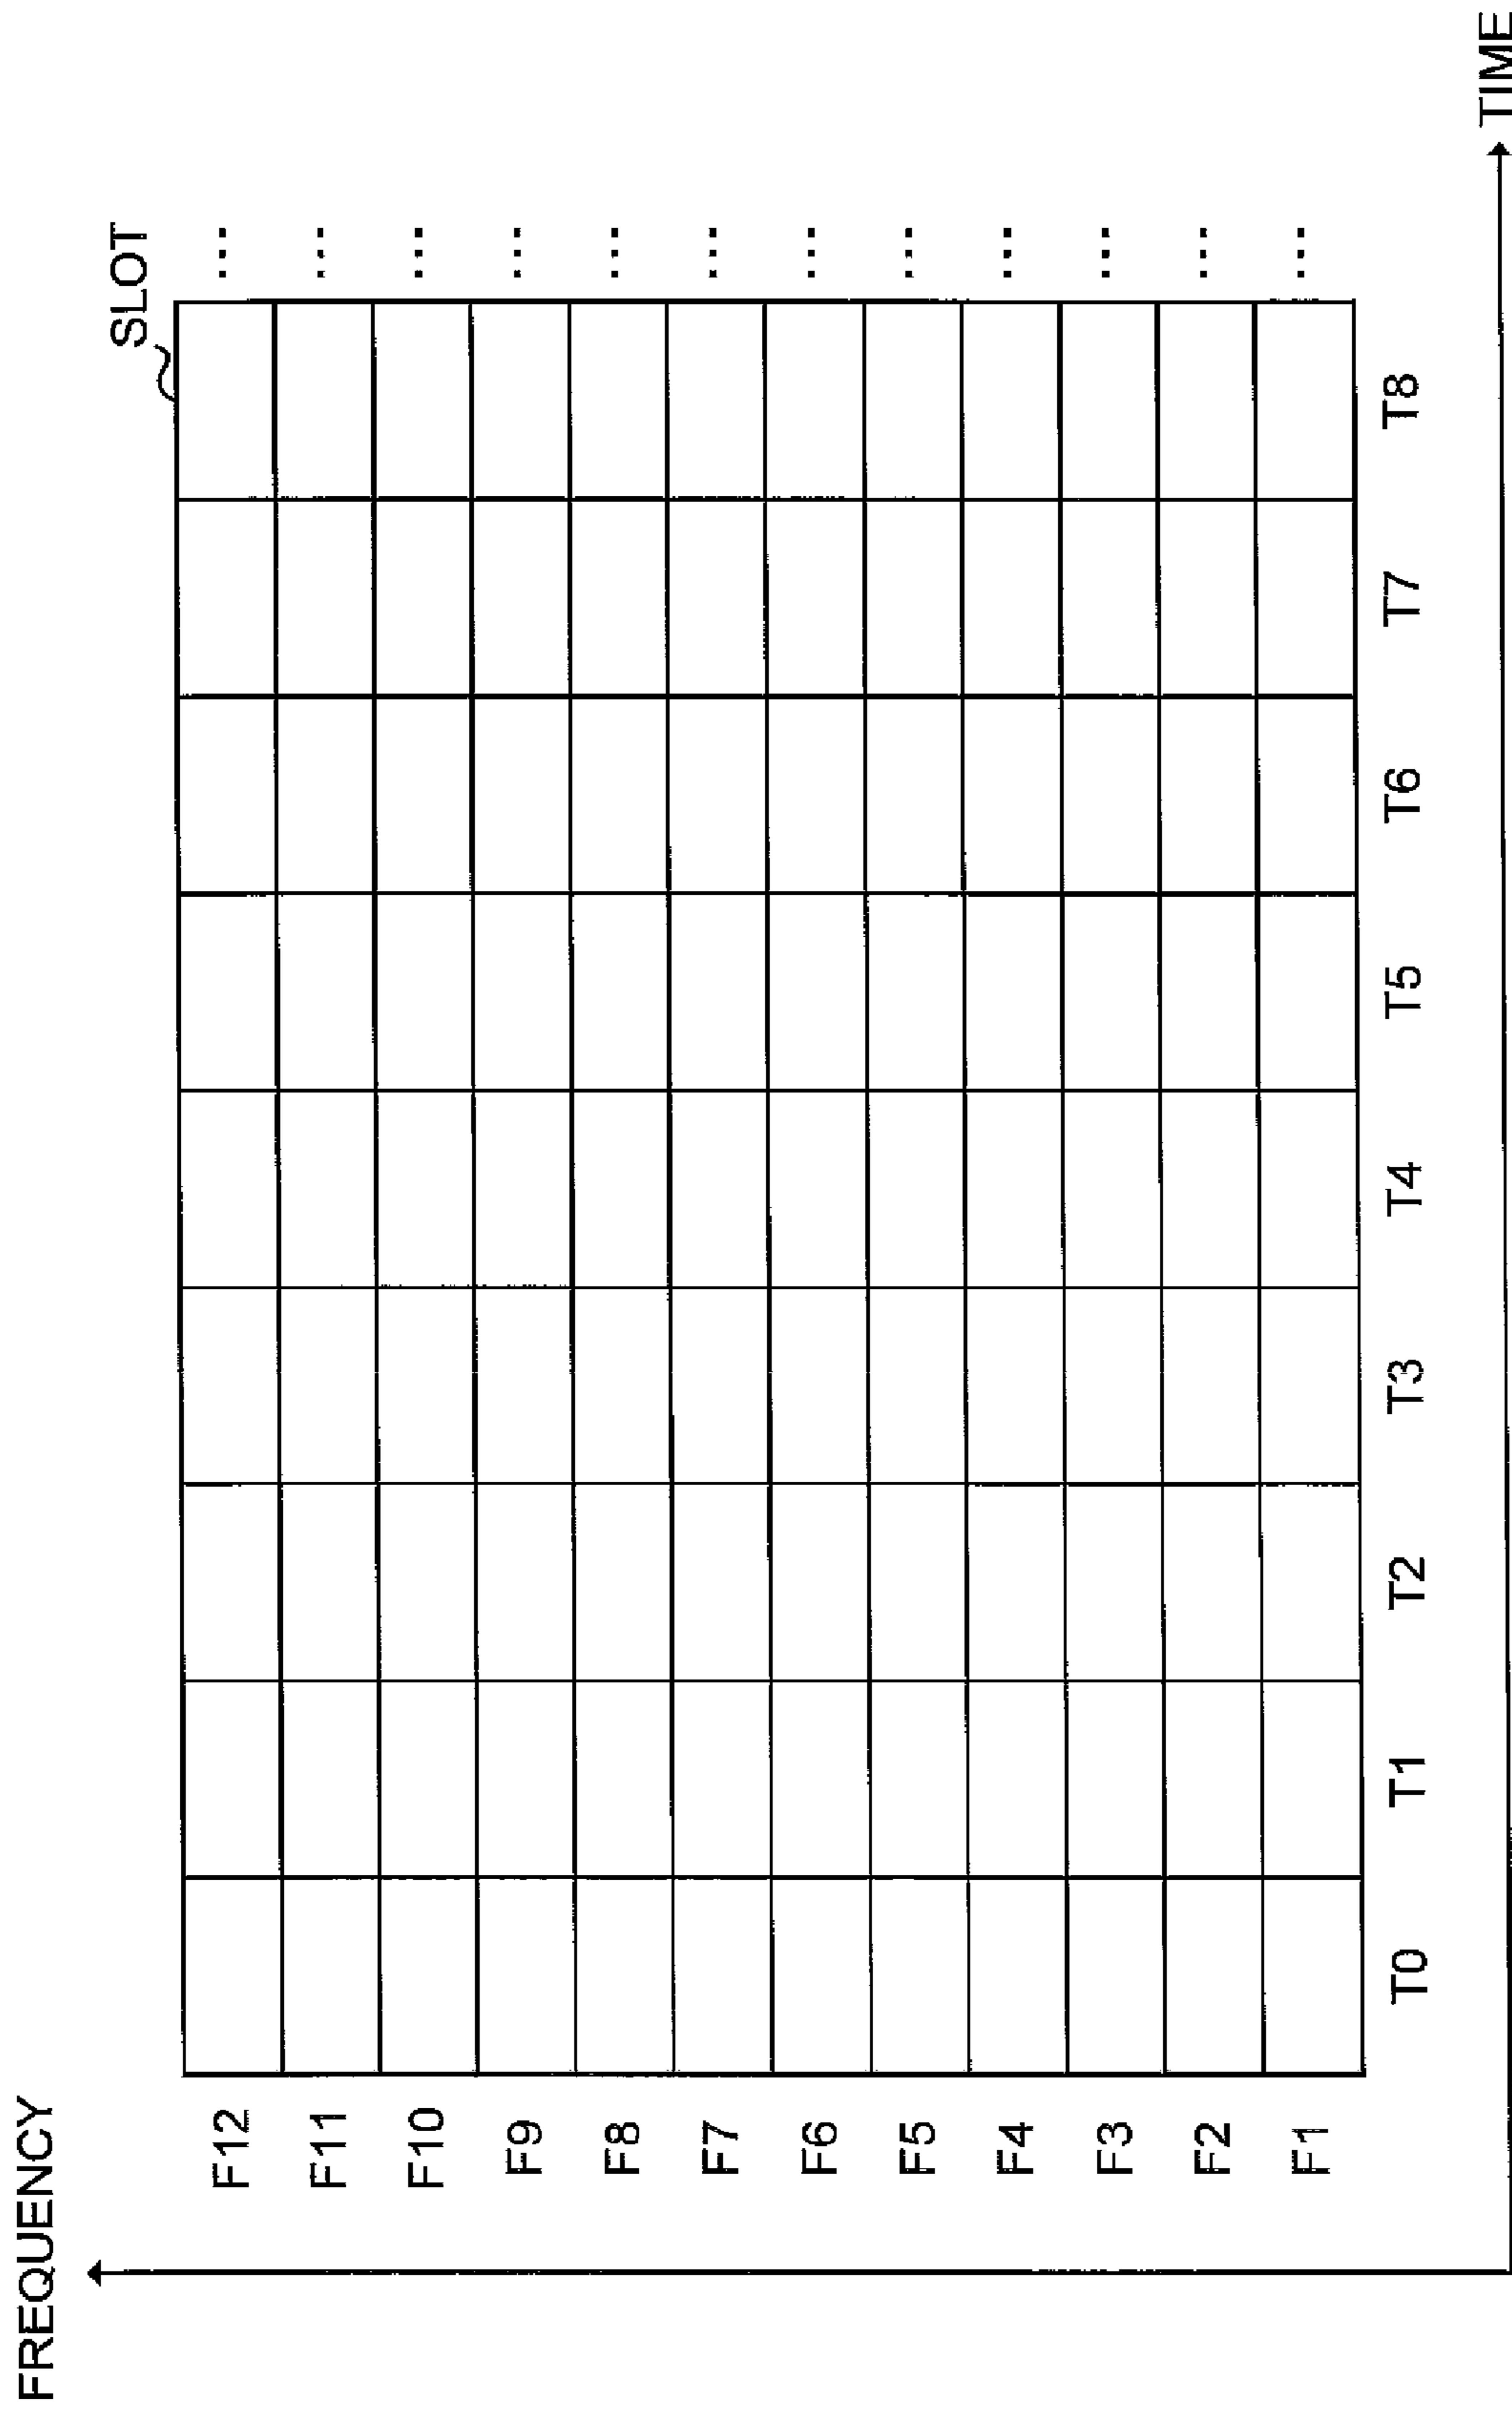 FREQUENCY
SLOT
F12 ...
F11 ...
F10 ...
F9 ...
F8 ...
F7 ...
F6 ...
F5 ...
F4 ...
F3 ...
F2 ...
F1 ...
T0 T1 T2 T3 T4 T5 T6 T7 T8
TIME